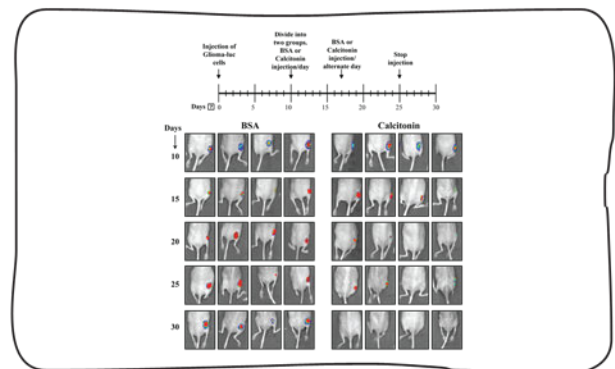 Injection of
Glioma-luc
cells
Divide into
two groups.
BSA or
Calcitonin
injection/day
BSA or
Calcitonin
injection/
alternate day
Stop
injection
Days ?
0
5
10
15
20
25
30
Days
BSA
Calcitonin
10
15
20
25
30